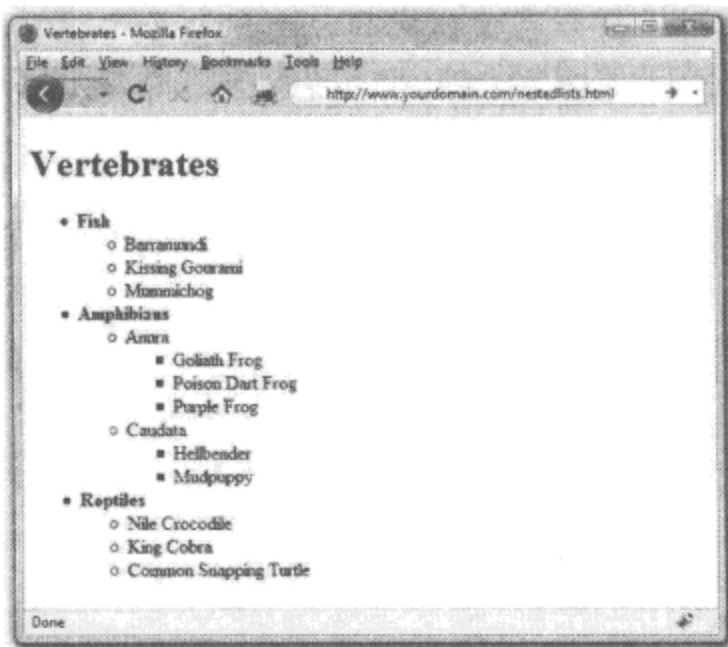 Vertebrates - Mozilla Firefox
File Edit View History Bookmarks Tools Help
http://www.yourdomain.com/nestedlists.html
Vertebrates
Fish
Barramundi
Kissing Gourami
Mummichog
Amphibians
Anura
Goliath Frog
Poison Dart Frog
Purple Frog
Caudata
Hellbender
Mudpuppy
Reptiles
Nile Crocodile
King Cobra
Common Snapping Turtle
Done